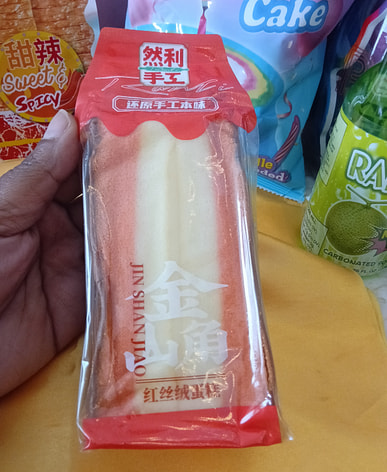 甜辣
Sweet &
Spicy
Cake
然利
手工
RanLi
还原手工本味
JIN SHAN JIAO
金
山角
红丝绒蛋糕
RA
CARBONATED